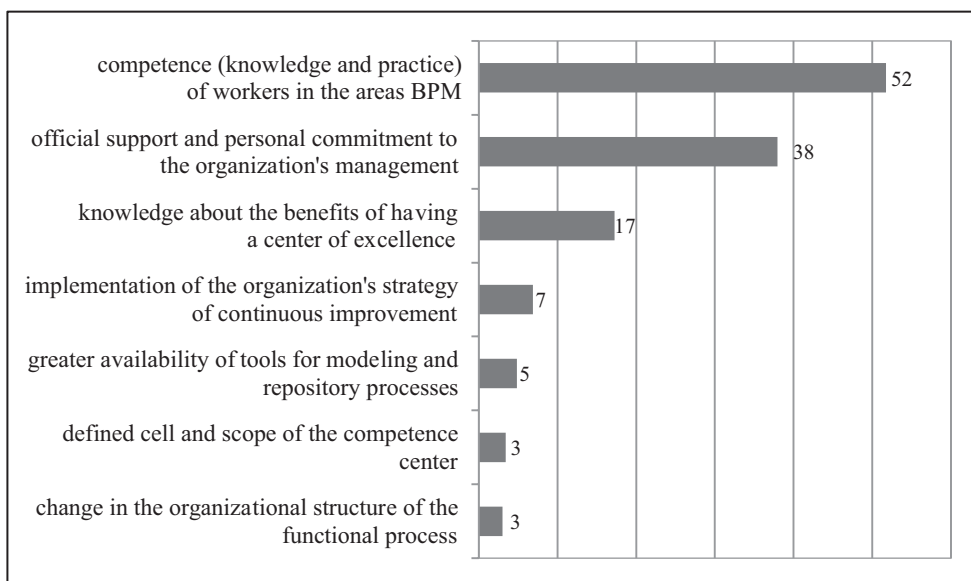 competence (knowledge and practice)
of workers in the areas BPM
52
official support and personal commitment to
the organization's management
38
knowledge about the benefits of having
a center of excellence
17
implementation of the organization's strategy
of continuous improvement
7
greater availability of tools for modeling and
repository processes
5
defined cell and scope of the competence
center
3
change in the organizational structure of the
functional process
3